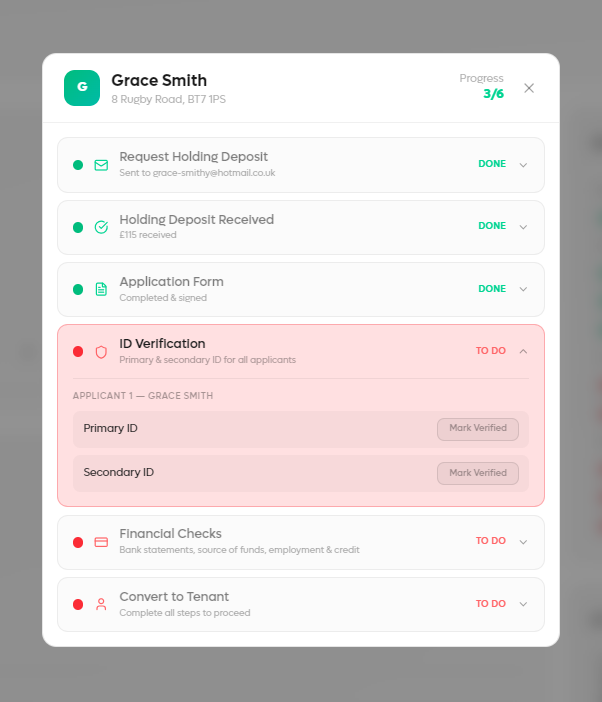 G
Grace Smith
8 Rugby Road, BT7 1PS
Progress
3/6
Request Holding Deposit
Sent to grace-smithy@hotmail.co.uk
DONE
Holding Deposit Received
£115 received
DONE
Application Form
Completed & signed
DONE
ID Verification
Primary & secondary ID for all applicants
TO DO
APPLICANT 1 — GRACE SMITH
Primary ID
Mark Verified
Secondary ID
Mark Verified
Financial Checks
Bank statements, source of funds, employment & credit
TO DO
Convert to Tenant
Complete all steps to proceed
TO DO